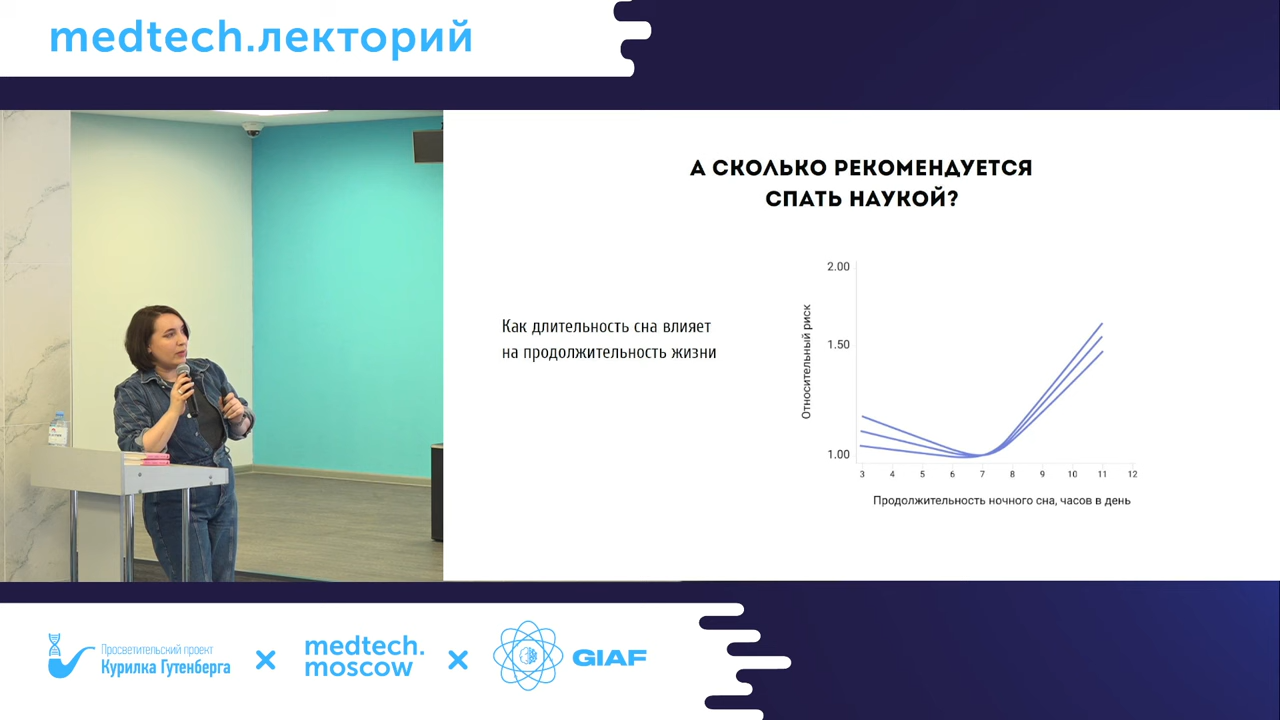 medtech.лекторий
А СКОЛЬКО РЕКОМЕНДУЕТСЯ
СПАТЬ НАУКОЙ?
Как длительность сна влияет
на продолжительность жизни
Относительный риск
2.00
1.50
1.00
3 4 5 6 7 8 9 10 11 12
Продолжительность ночного сна, часов в день
Просветительский проект
Курилка Гутенберга
×
medtech.
moscow
×
GIAF